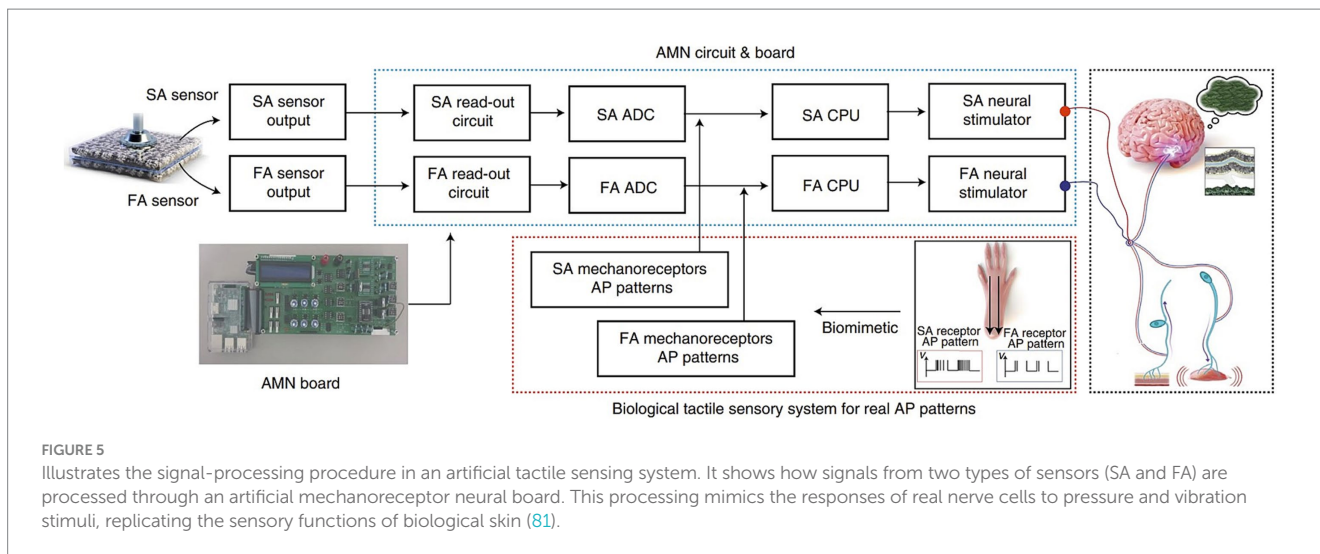 AMN circuit & board
SA sensor
FA sensor
SA sensor
output
SA read-out
circuit
SA ADC
SA CPU
SA neural
stimulator
FA sensor
output
FA read-out
circuit
FA ADC
FA CPU
FA neural
stimulator
AMN board
SA mechanoreceptors
AP patterns
FA mechanoreceptors
AP patterns
Biomimetic
SA receptor
AP pattern
FA receptor
AP pattern
V
V
Biological tactile sensory system for real AP patterns
FIGURE 5
Illustrates the signal-processing procedure in an artificial tactile sensing system. It shows how signals from two types of sensors (SA and FA) are
processed through an artificial mechanoreceptor neural board. This processing mimics the responses of real nerve cells to pressure and vibration
stimuli, replicating the sensory functions of biological skin (81).